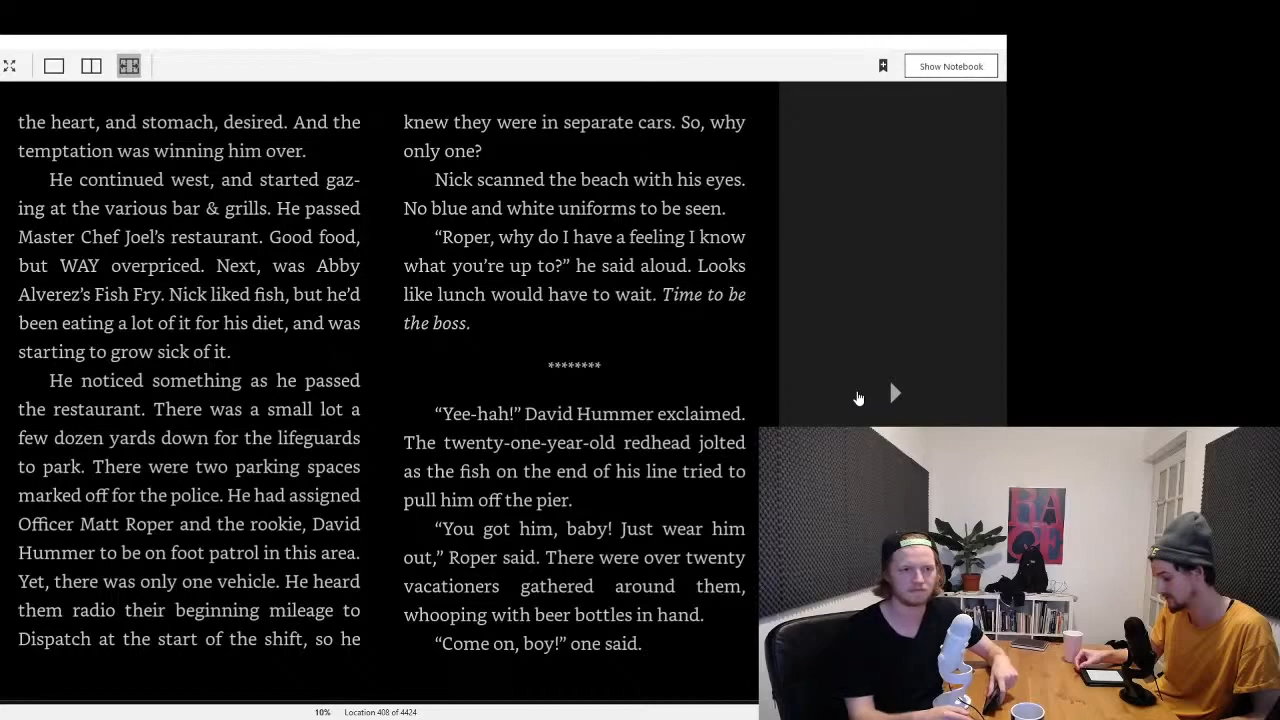 Show Notebook
the heart, and stomach, desired. And the
temptation was winning him over.
He continued west, and started gaz-
ing at the various bar & grills. He passed
Master Chef Joel's restaurant. Good food,
but WAY overpriced. Next, was Abby
Alverez's Fish Fry. Nick liked fish, but he'd
been eating a lot of it for his diet, and was
starting to grow sick of it.
He noticed something as he passed
the restaurant. There was a small lot a
few dozen yards down for the lifeguards
to park. There were two parking spaces
marked off for the police. He had assigned
Officer Matt Roper and the rookie, David
Hummer to be on foot patrol in this area.
Yet, there was only one vehicle. He heard
them radio their beginning mileage to
Dispatch at the start of the shift, so he
knew they were in separate cars. So, why
only one?
Nick scanned the beach with his eyes.
No blue and white uniforms to be seen.
“Roper, why do I have a feeling I know
what you're up to?” he said aloud. Looks
like lunch would have to wait. Time to be
the boss.
********
“Yee-hah!” David Hummer exclaimed.
The twenty-one-year-old redhead jolted
as the fish on the end of his line tried to
pull him off the pier.
“You got him, baby! Just wear him
out,” Roper said. There were over twenty
vacationers gathered around them,
whooping with beer bottles in hand.
“Come on, boy!” one said.
10% Location 408 of 4424
RA
GE